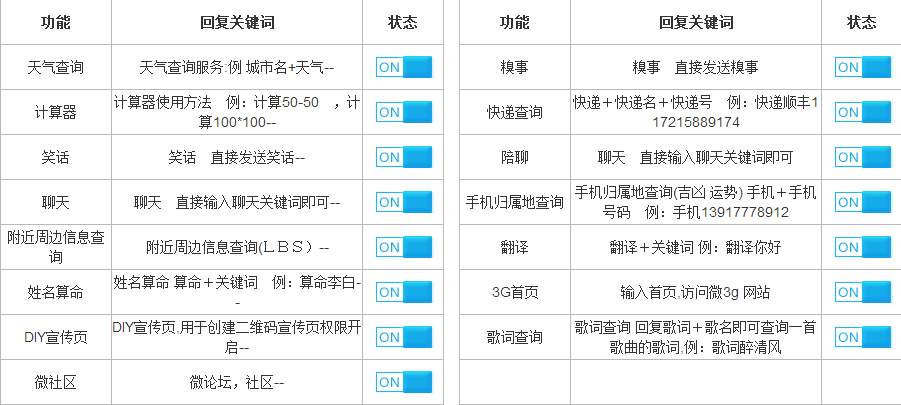 功能 回复关键词 状态
天气查询 天气查询服务:例 城市名+天气-- ON
计算器 计算器使用方法　例：计算50-50　，计
算100*100-- ON
笑话 笑话　直接发送笑话-- ON
聊天 聊天　直接输入聊天关键词即可-- ON
附近周边信息查
询 附近周边信息查询(ＬＢＳ）-- ON
姓名算命 姓名算命 算命＋关键词　例：算命李白-
- ON
DIY宣传页 DIY宣传页,用于创建二维码宣传页权限开
启-- ON
微社区 微论坛，社区-- ON
功能 回复关键词 状态
糗事 糗事　直接发送糗事 ON
快递查询 快递＋快递名＋快递号　例：快递顺丰1
17215889174 ON
陪聊 聊天　直接输入聊天关键词即可 ON
手机归属地查询 手机归属地查询(吉凶 运势) 手机＋手机
号码　例：手机13917778912 ON
翻译 翻译＋关键词 例：翻译你好 ON
3G首页 输入首页,访问微3g 网站 ON
歌词查询 歌词查询 回复歌词＋歌名即可查询一首
歌曲的歌词,例：歌词醉清风 ON